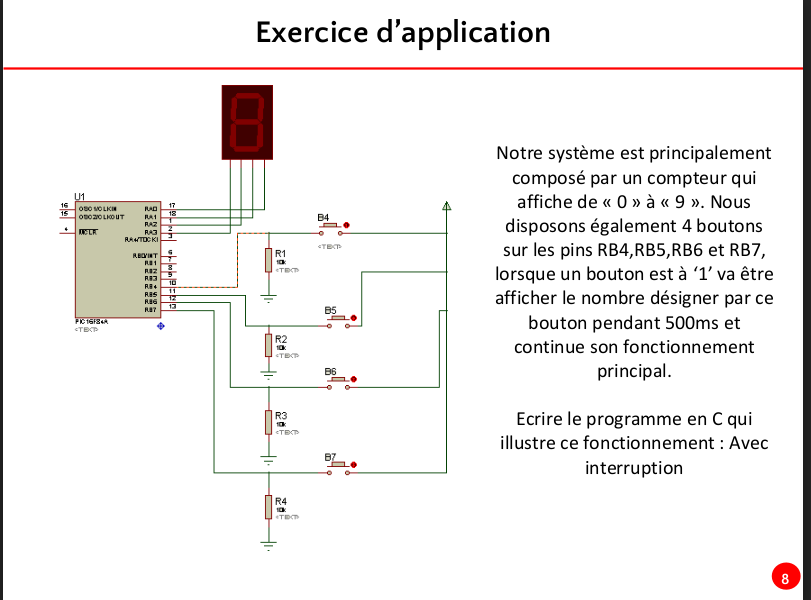 Exercice d’application
Notre système est principalement
composé par un compteur qui
affiche de « 0 » à « 9 ». Nous
disposons également 4 boutons
sur les pins RB4,RB5,RB6 et RB7,
lorsque un bouton est à ‘1’ va être
afficher le nombre désigner par ce
bouton pendant 500ms et
continue son fonctionnement
principal.
Ecrire le programme en C qui
illustre ce fonctionnement : Avec
interruption
U1
16 OSC1/CLKIN RA0 17
15 OSC2/CLKOUT RA1 18
RA2 1
4 MCLR RA3 2
RA4/T0CKI 3
RB0/INT 6
RB1 7
RB2 8
RB3 9
RB4 10
RB5 11
RB6 12
RB7 13
PIC16F84A
<TEXT>
B4
<TEXT>
R1
10k
<TEXT>
B5
R2
10k
<TEXT>
B6
R3
10k
<TEXT>
B7
R4
10k
<TEXT>
8